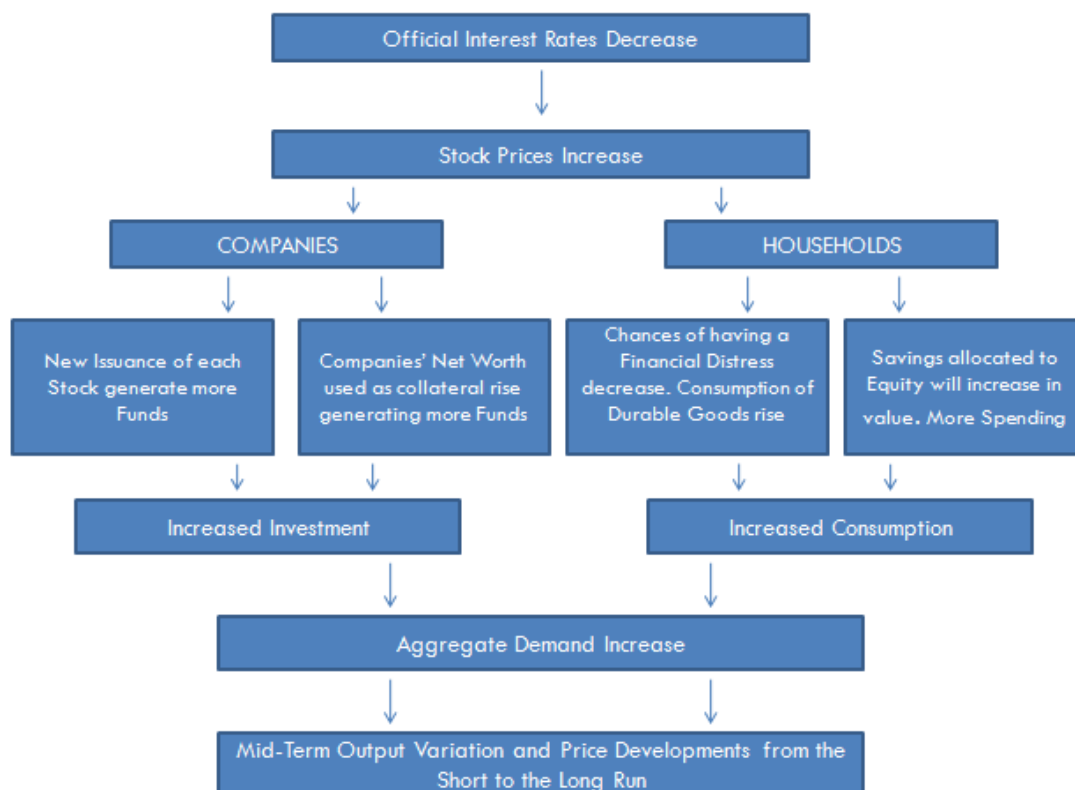 Official Interest Rates Decrease
Stock Prices Increase
COMPANIES
HOUSEHOLDS
New Issuance of each
Stock generate more
Funds
Companies' Net Worth
used as collateral rise
generating more Funds
Chances of having a
Financial Distress
decrease. Consumption of
Durable Goods rise
Savings allocated to
Equity will increase in
value. More Spending
Increased Investment
Increased Consumption
Aggregate Demand Increase
Mid-Term Output Variation and Price Developments from the
Short to the Long Run